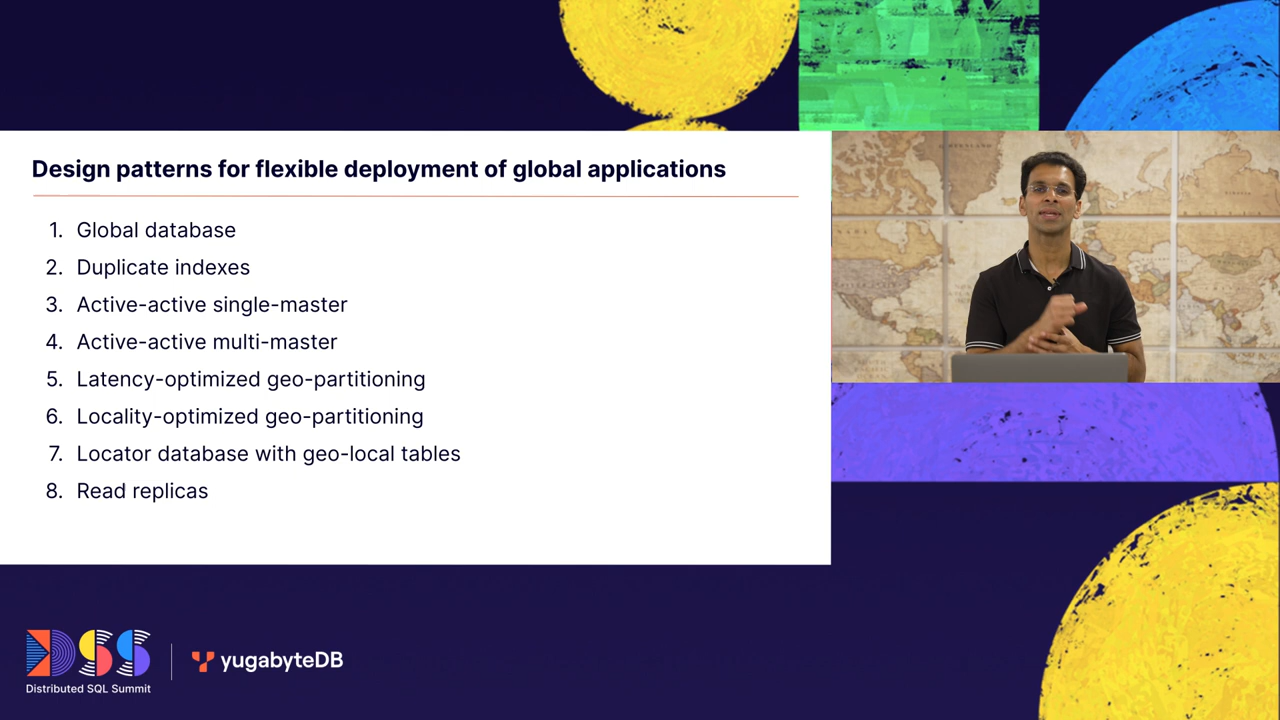 Design patterns for flexible deployment of global applications
1. Global database
2. Duplicate indexes
3. Active-active single-master
4. Active-active multi-master
5. Latency-optimized geo-partitioning
6. Locality-optimized geo-partitioning
7. Locator database with geo-local tables
8. Read replicas
DSS
Distributed SQL Summit
yugabyteDB